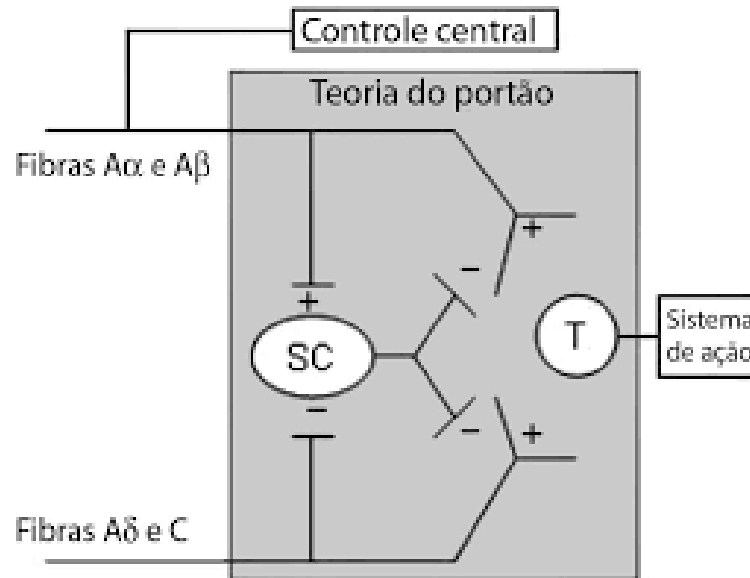 Controle central
Teoria do portão
Fibras Aα e Aβ
+
-
+
SC
T
Sistema
de ação
-
-
+
Fibras Aδ e C